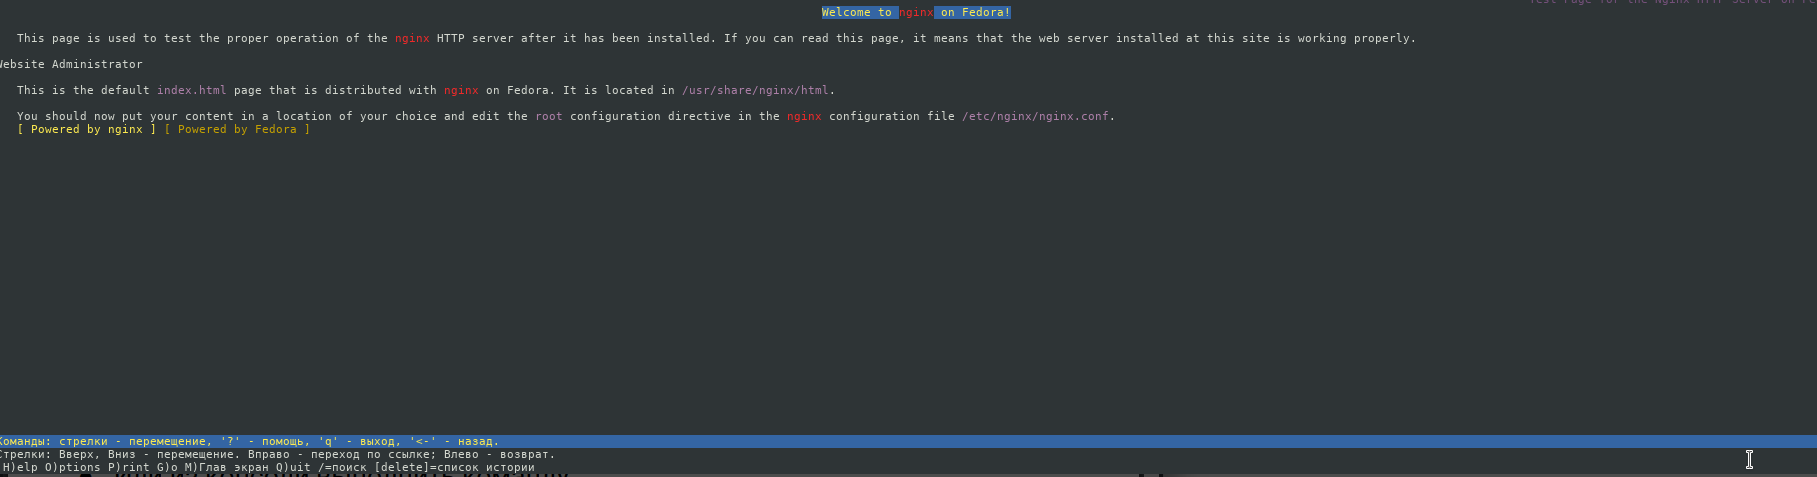 Test Page for the Nginx HTTP Server on Fe
Welcome to nginx on Fedora!
This page is used to test the proper operation of the nginx HTTP server after it has been installed. If you can read this page, it means that the web server installed at this site is working properly.
Website Administrator
This is the default index.html page that is distributed with nginx on Fedora. It is located in /usr/share/nginx/html.
You should now put your content in a location of your choice and edit the root configuration directive in the nginx configuration file /etc/nginx/nginx.conf.
[ Powered by nginx ] [ Powered by Fedora ]
Команды: стрелки - перемещение, '?' - помощь, 'q' - выход, '<-' - назад.
Стрелки: Вверх, Вниз - перемещение. Вправо - переход по ссылке; Влево - возврат.
H)elp O)ptions P)rint G)o M)Глав экран Q)uit /=поиск [delete]=список истории